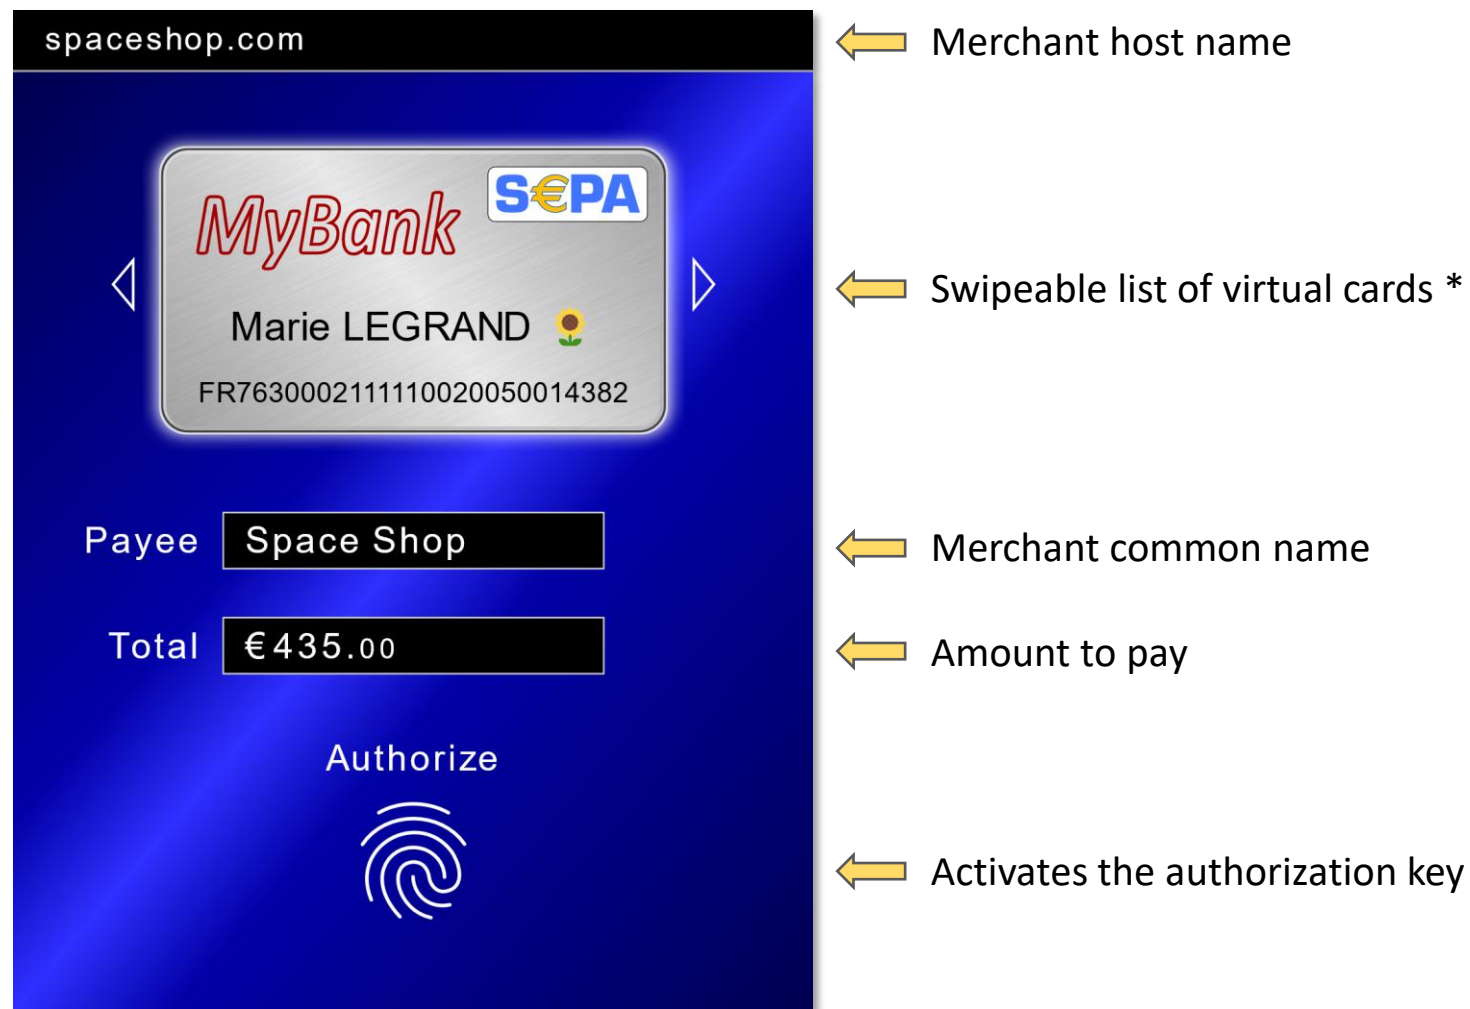 spaceshop.com
Merchant host name
MyBank
S€PA
Swipeable list of virtual cards *
Marie LEGRAND
FR7630002111110020050014382
Payee
Space Shop
Merchant common name
Total
€435.00
Amount to pay
Authorize
Activates the authorization key